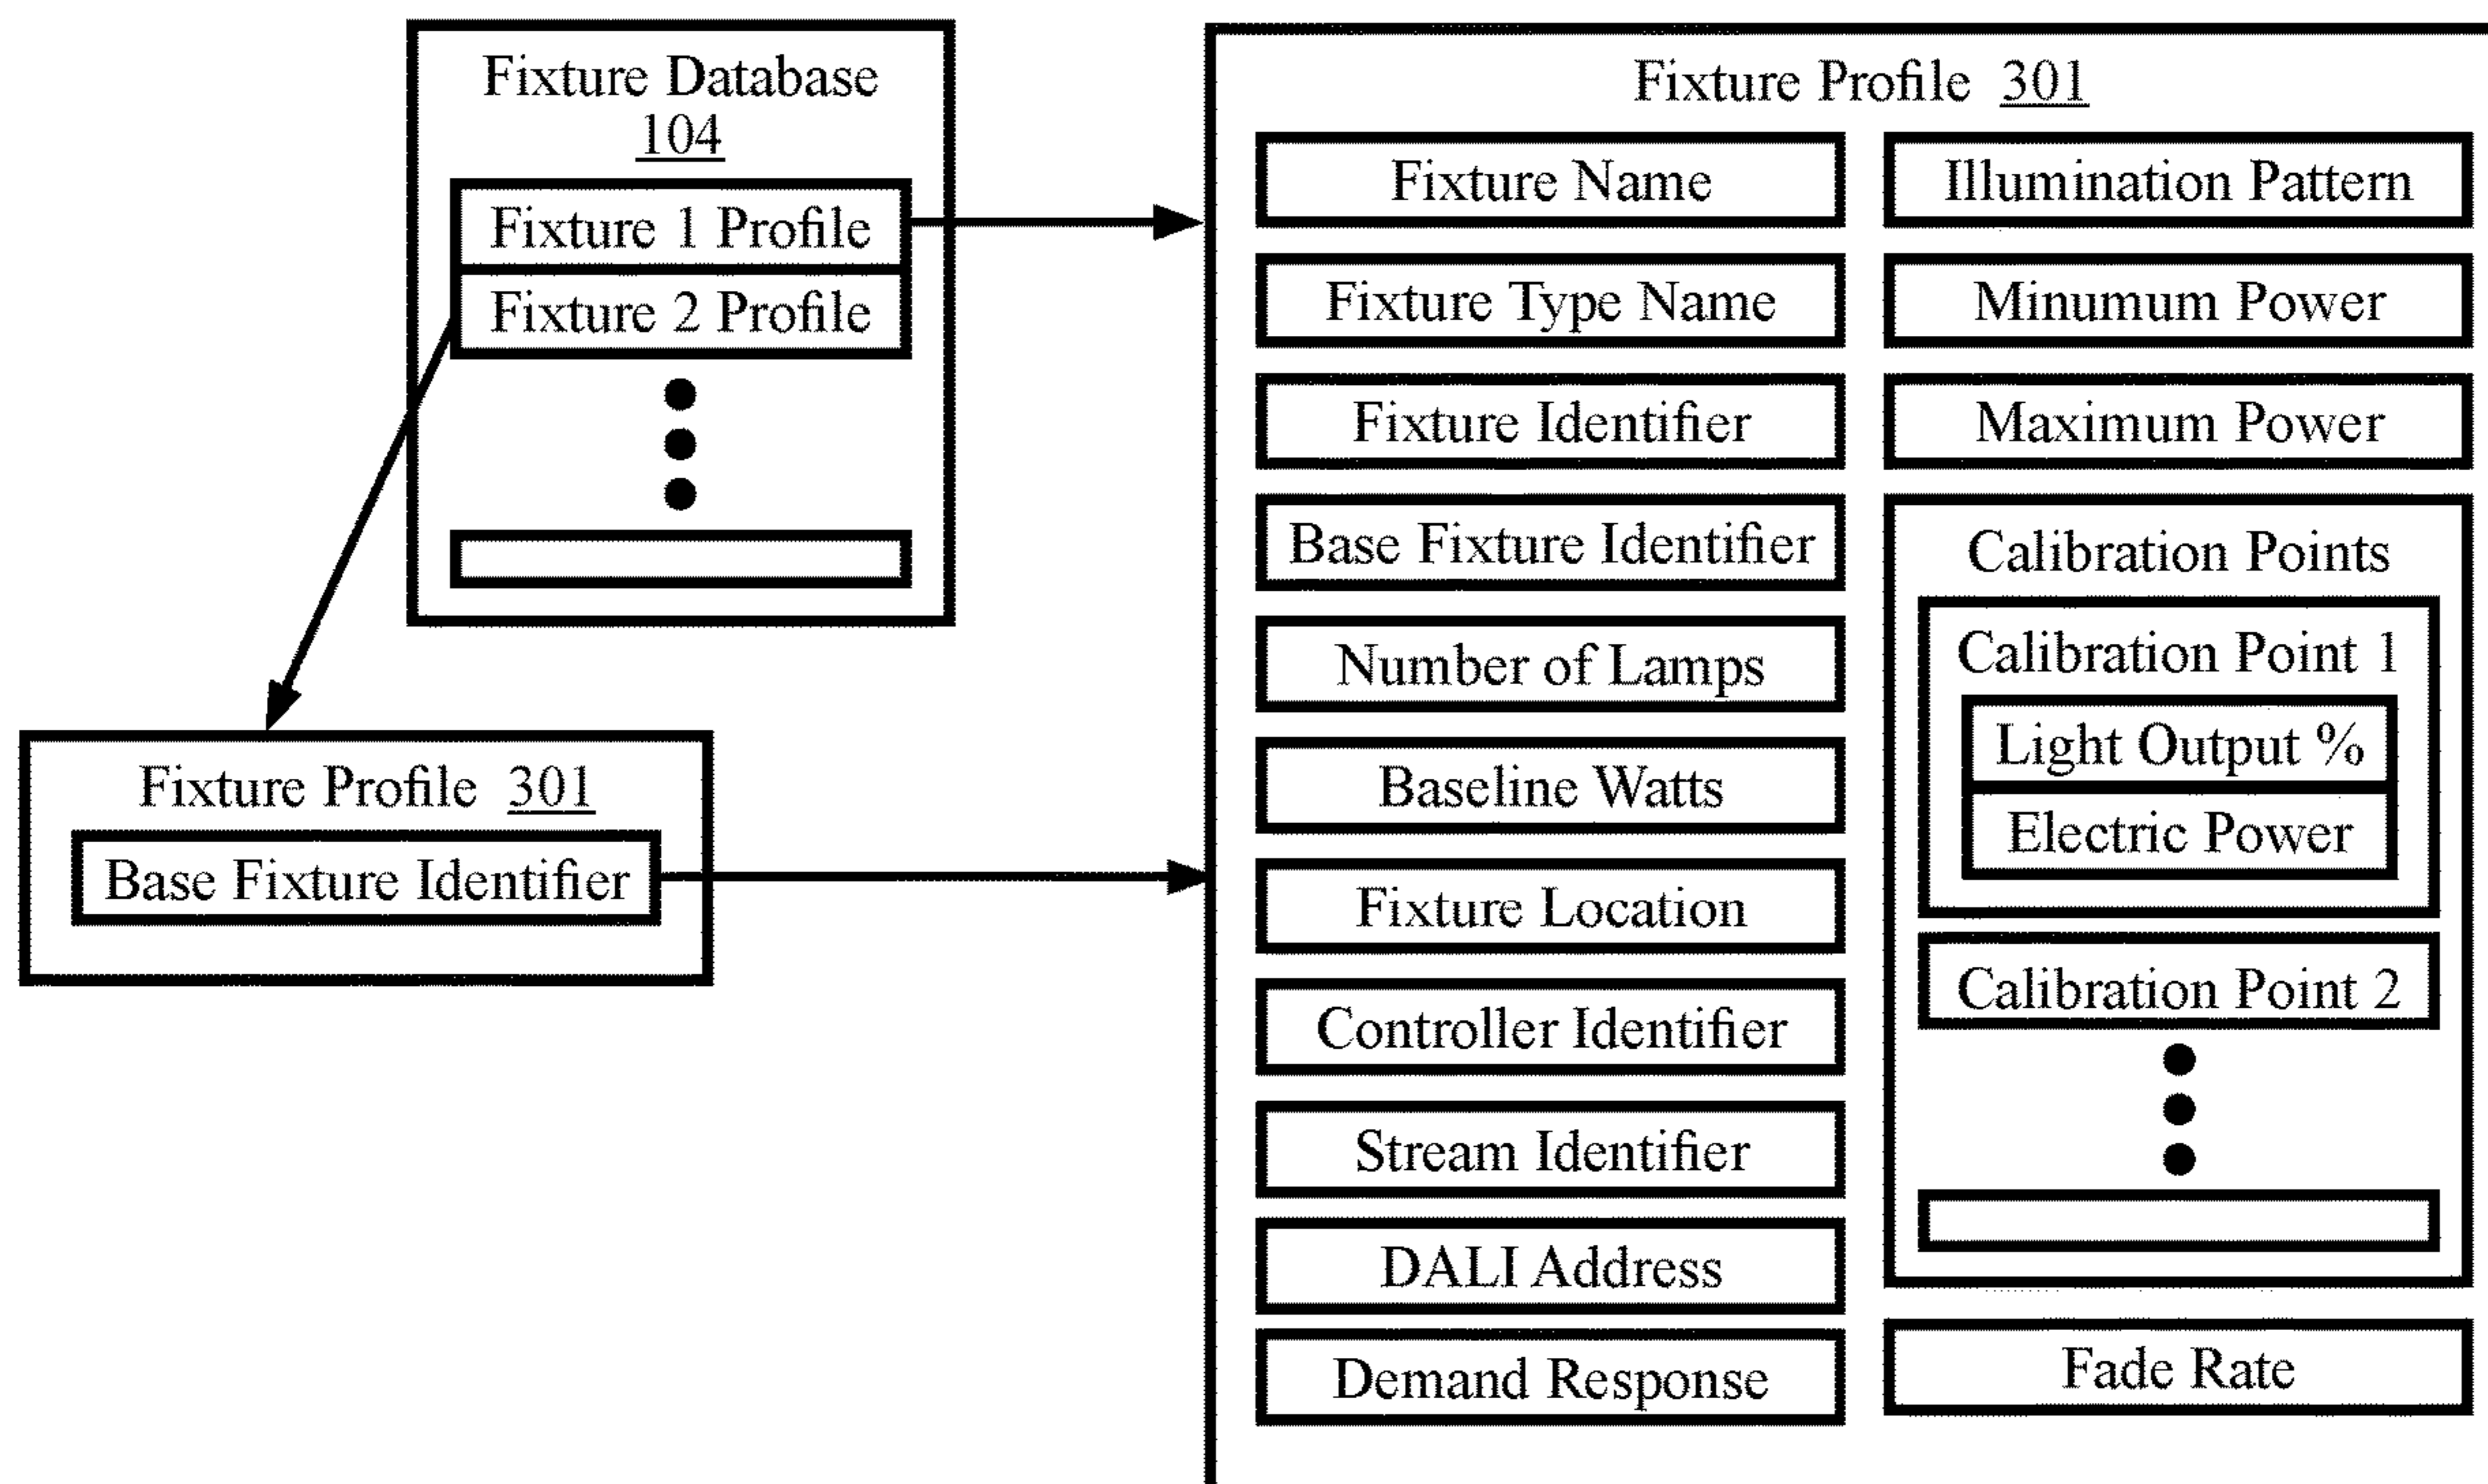 Fixture Database
104
Fixture 1 Profile
Fixture 2 Profile
Fixture Profile 301
Base Fixture Identifier
Fixture Profile 301
Fixture Name
Fixture Type Name
Fixture Identifier
Base Fixture Identifier
Number of Lamps
Baseline Watts
Fixture Location
Controller Identifier
Stream Identifier
DALI Address
Demand Response
Illumination Pattern
Minumum Power
Maximum Power
Calibration Points
Calibration Point 1
Light Output %
Electric Power
Calibration Point 2
Fade Rate